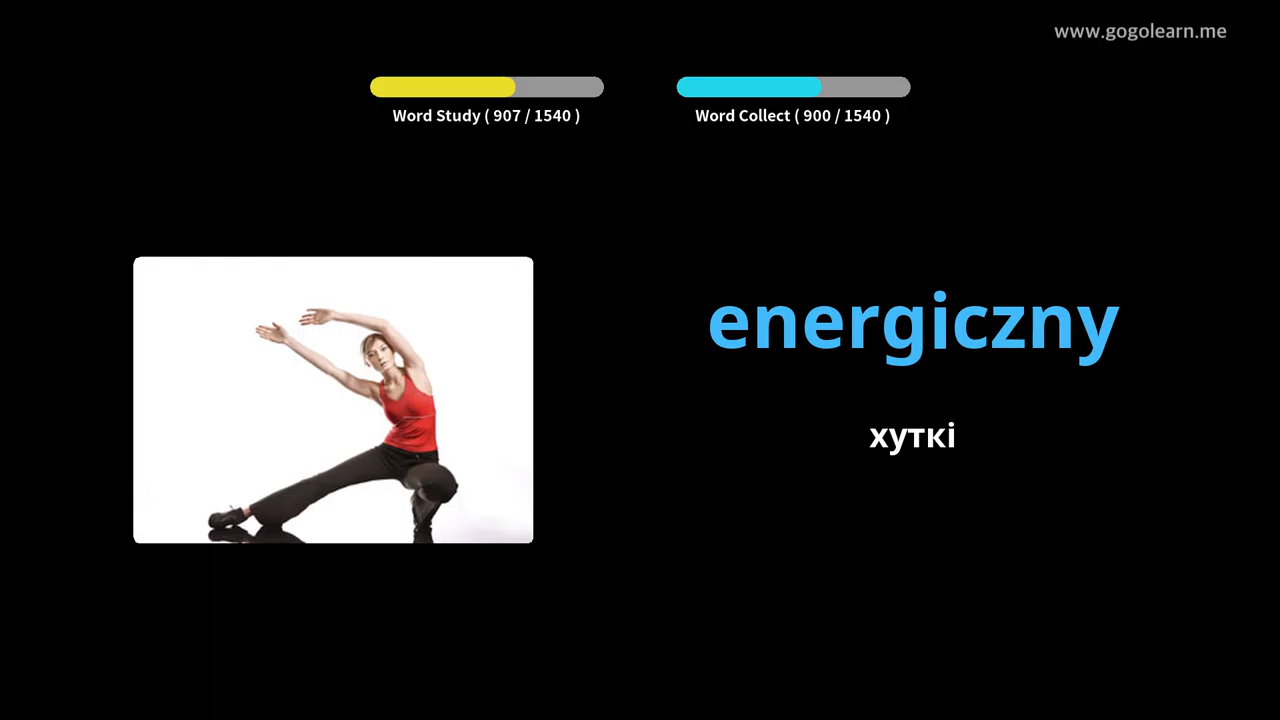 www.gogolearn.me
Word Study ( 907 / 1540 )
Word Collect ( 900 / 1540 )
energiczny
хуткі